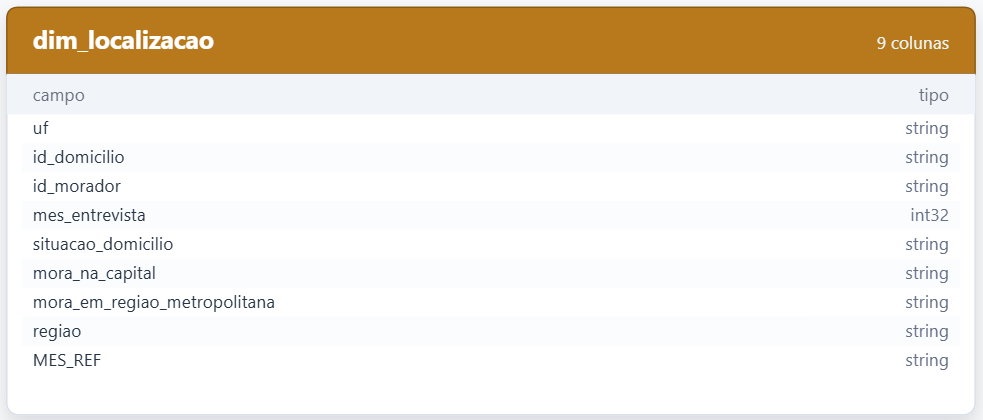 dim_localizacao 9 colunas
campo tipo
uf string
id_domicilio string
id_morador string
mes_entrevista int32
situacao_domicilio string
mora_na_capital string
mora_em_regiao_metropolitana string
regiao string
MES_REF string